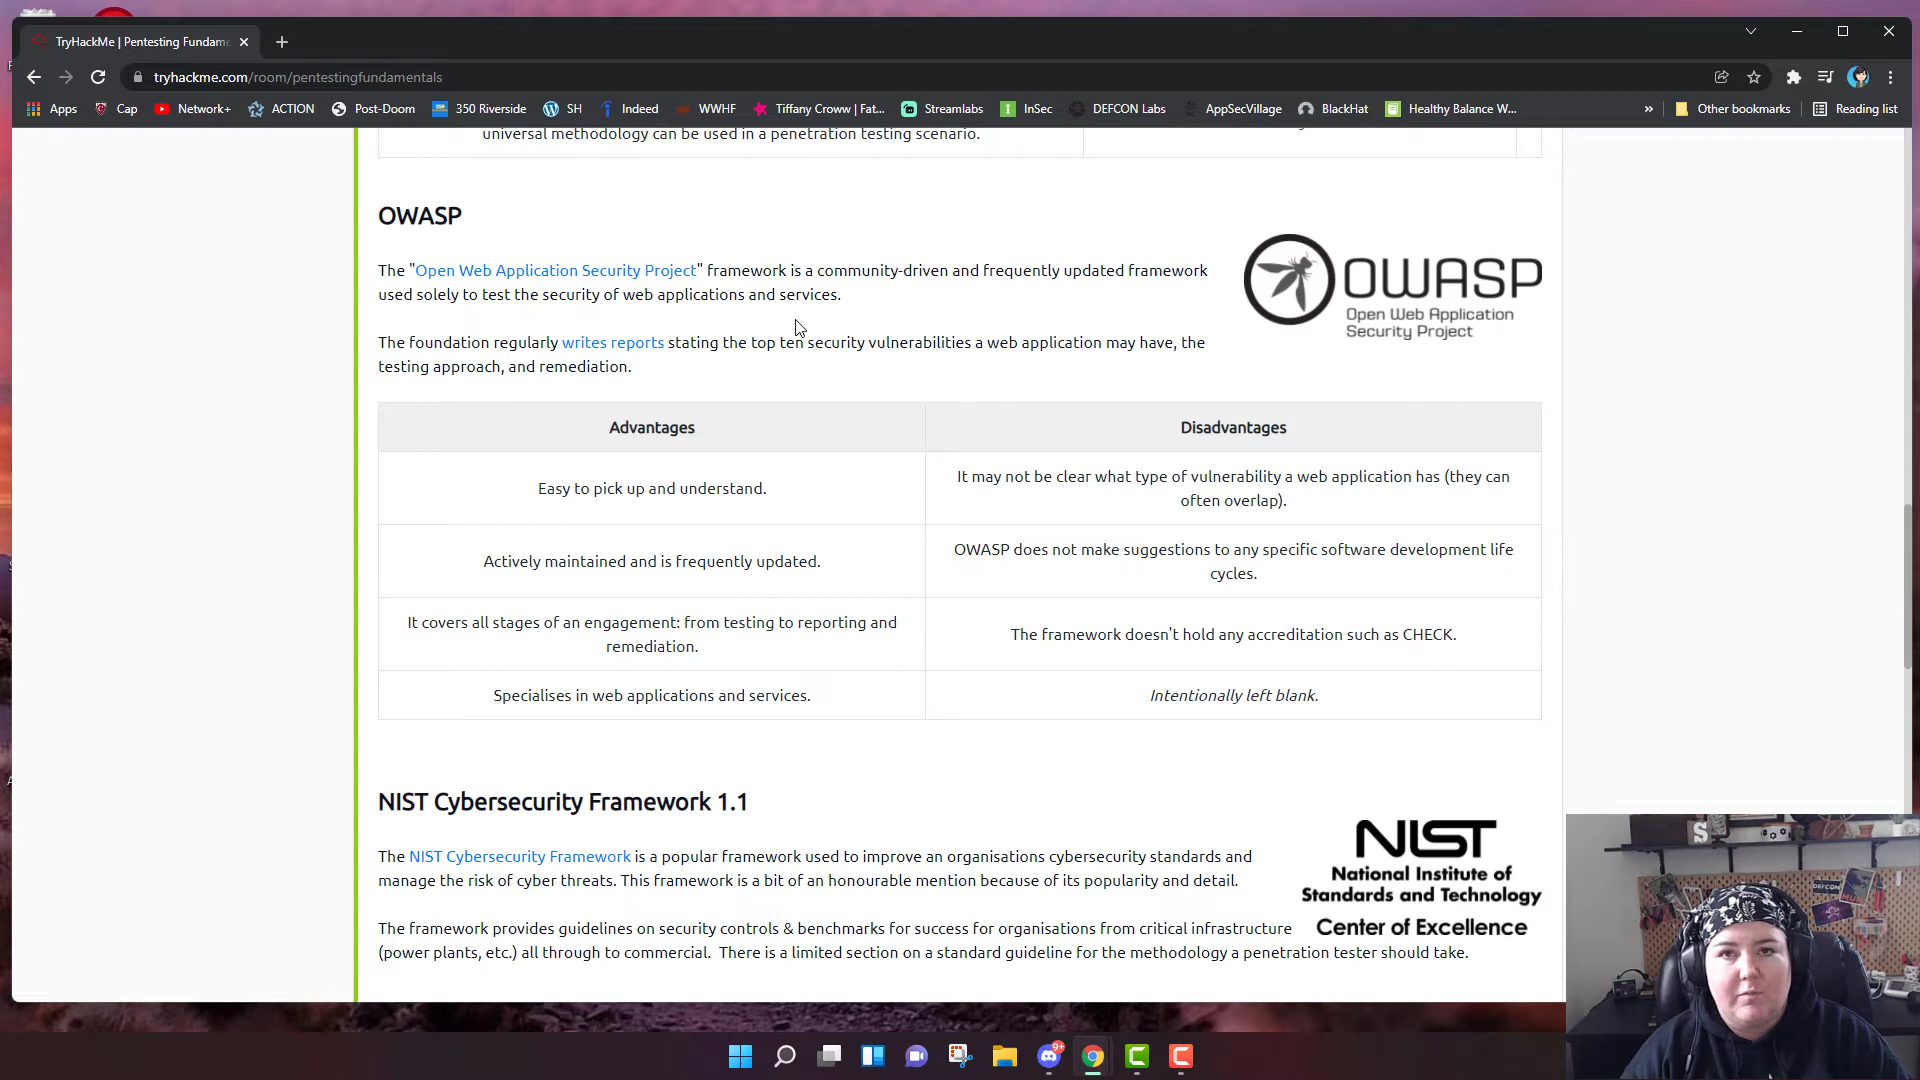 TryHackMe | Pentesting Fundam
tryhackme.com/room/pentestingfundamentals
Apps Cap Network+ ACTION Post-Doom 350 Riverside SH Indeed WWHF Tiffany Croww | Fat... Streamlabs InSec DEFCON Labs AppSecVillage BlackHat Healthy Balance W... » Other bookmarks Reading list
universal methodology can be used in a penetration testing scenario.
OWASP
The "Open Web Application Security Project" framework is a community-driven and frequently updated framework
used solely to test the security of web applications and services.
The foundation regularly writes reports stating the top ten security vulnerabilities a web application may have, the
testing approach, and remediation.
OWASP
Open Web Application
Security Project
Advantages Disadvantages
Easy to pick up and understand.
It may not be clear what type of vulnerability a web application has (they can
often overlap).
Actively maintained and is frequently updated.
OWASP does not make suggestions to any specific software development life
cycles.
It covers all stages of an engagement: from testing to reporting and
remediation.
The framework doesn't hold any accreditation such as CHECK.
Specialises in web applications and services.
Intentionally left blank.
NIST Cybersecurity Framework 1.1
The NIST Cybersecurity Framework is a popular framework used to improve an organisations cybersecurity standards and
manage the risk of cyber threats. This framework is a bit of an honourable mention because of its popularity and detail.
The framework provides guidelines on security controls & benchmarks for success for organisations from critical infrastructure
(power plants, etc.) all through to commercial. There is a limited section on a standard guideline for the methodology a penetration tester should take.
NIST
National Institute of
Standards and Technology
Center of Excellence
S
DEFCON
9+